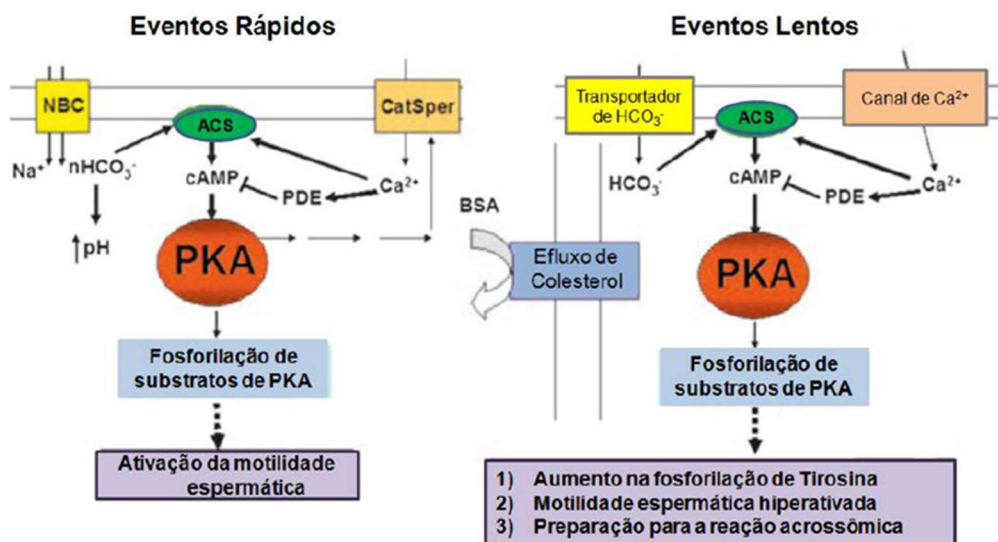 Eventos Rápidos
NBC
ACS
CatSper
Na⁺
nHCO₃⁻
cAMP
PDE
Ca²⁺
↑pH
PKA
Fosforilação de
substratos de PKA
Ativação da motilidade
espermática
Eventos Lentos
Transportador
de HCO₃⁻
ACS
Canal de Ca²⁺
HCO₃⁻
cAMP
PDE
Ca²⁺
BSA
Efluxo de
Colesterol
PKA
Fosforilação de
substratos de PKA
1) Aumento na fosforilação de Tirosina
2) Motilidade espermática hiperativada
3) Preparação para a reação acrossômica